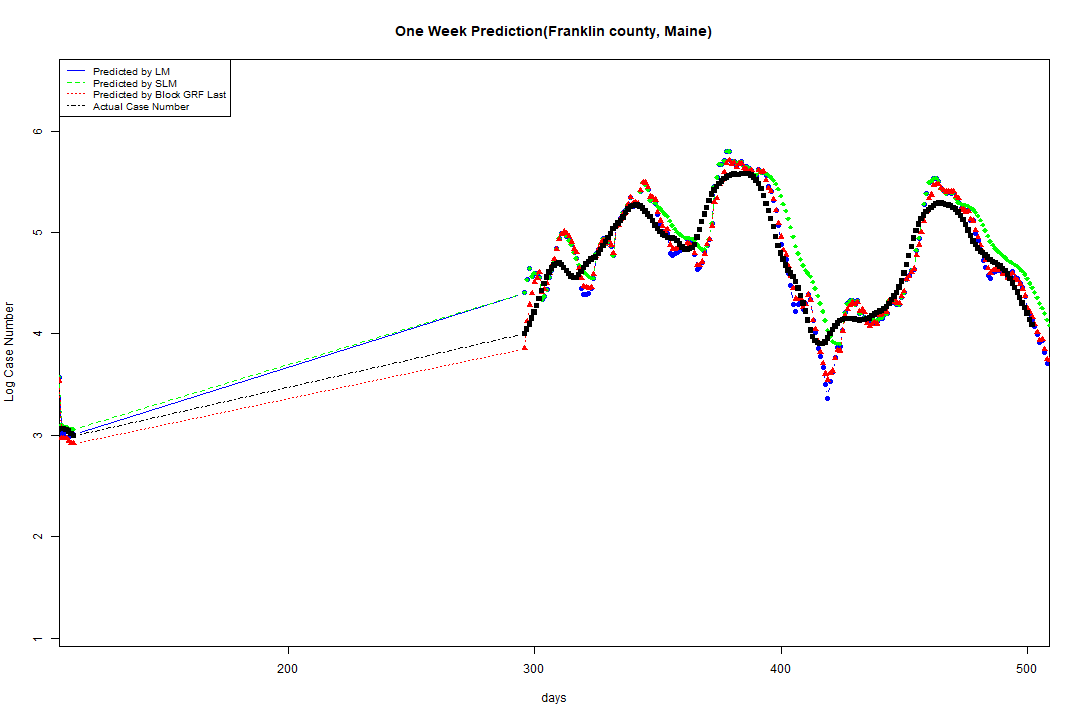 One Week Prediction(Franklin county, Maine)
Predicted by LM
Predicted by SLM
Predicted by Block GRF Last
Actual Case Number
6
5
4
3
2
1
Log Case Number
200 300 400 500
days